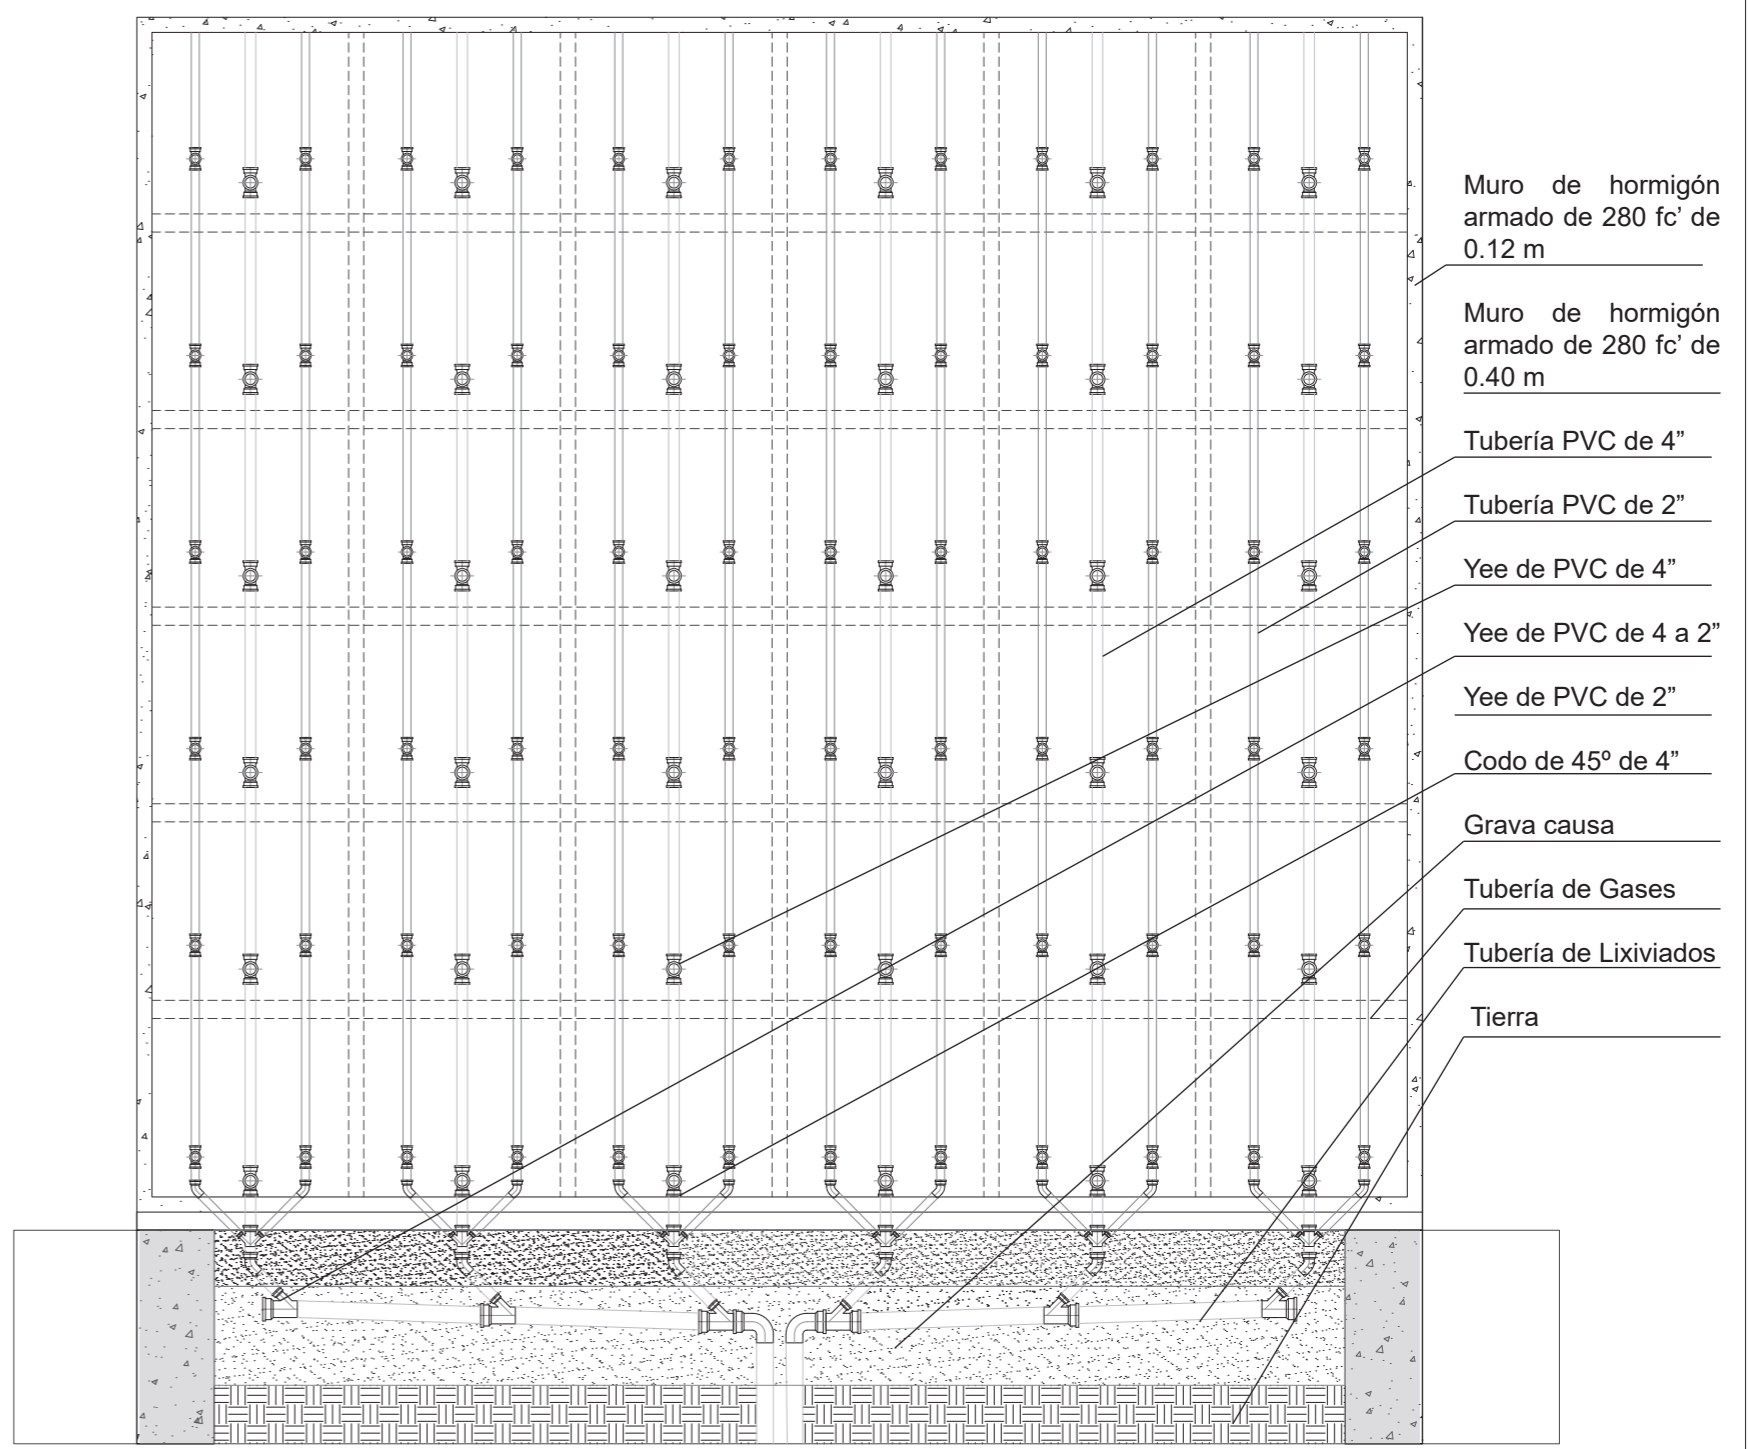 Muro de hormigón
armado de 280 fc’ de
0.12 m
Muro de hormigón
armado de 280 fc’ de
0.40 m
Tubería PVC de 4”
Tubería PVC de 2”
Yee de PVC de 4”
Yee de PVC de 4 a 2”
Yee de PVC de 2”
Codo de 45º de 4”
Grava causa
Tubería de Gases
Tubería de Lixiviados
Tierra